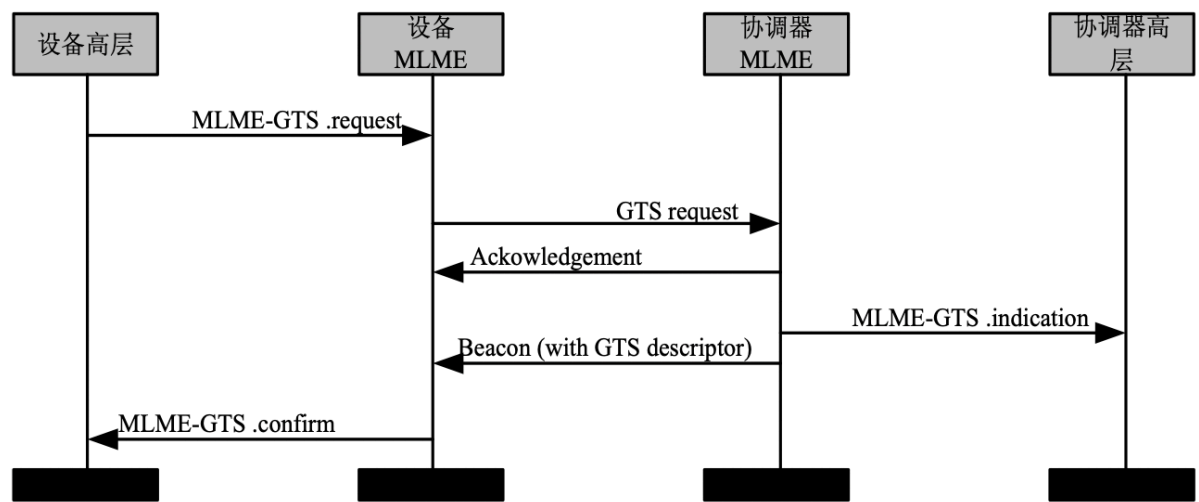 设备高层
设备
MLME
协调器
MLME
协调器高
层
MLME-GTS .request
GTS request
Ackowledgement
MLME-GTS .indication
Beacon (with GTS descriptor)
MLME-GTS .confirm